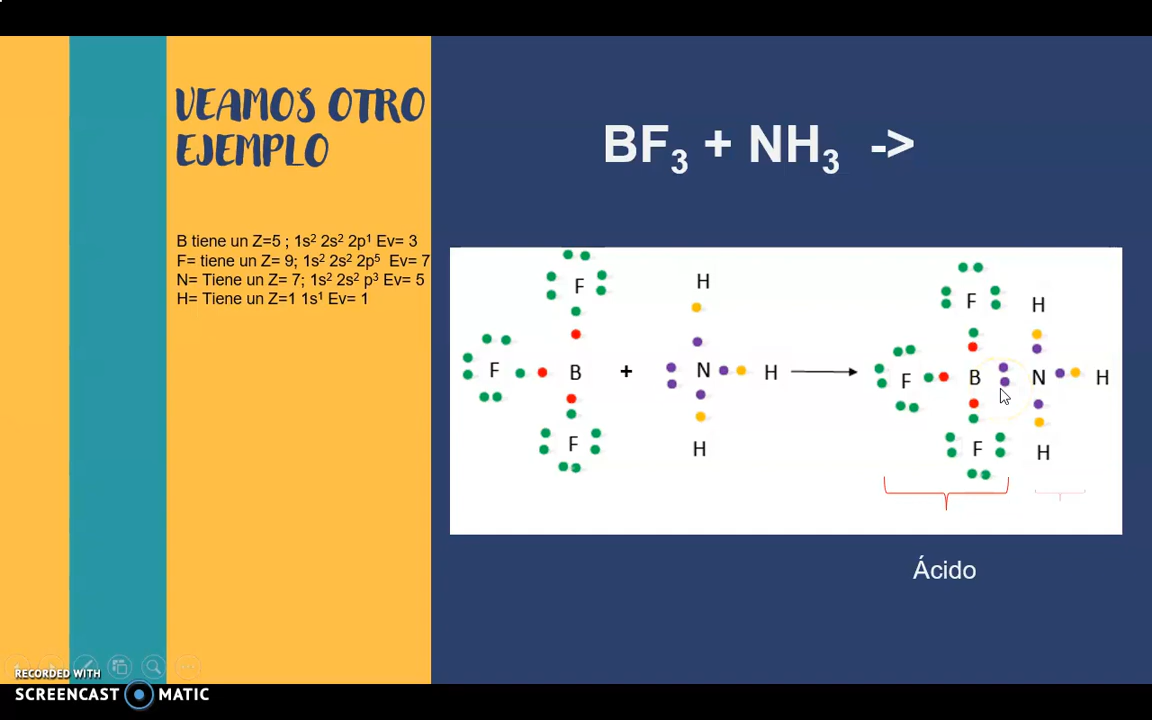 VEAMOS OTRO
EJEMPLO
B tiene un Z=5 ; 1s² 2s² 2p¹ Ev= 3
F= tiene un Z= 9; 1s² 2s² 2p⁵ Ev= 7
N= Tiene un Z= 7; 1s² 2s² p³ Ev= 5
H= Tiene un Z=1 1s¹ Ev= 1
BF₃ + NH₃ ->
F H
F B + N H
F H
F H
F B N H
F H
Ácido
RECORDED WITH
SCREENCAST MATIC